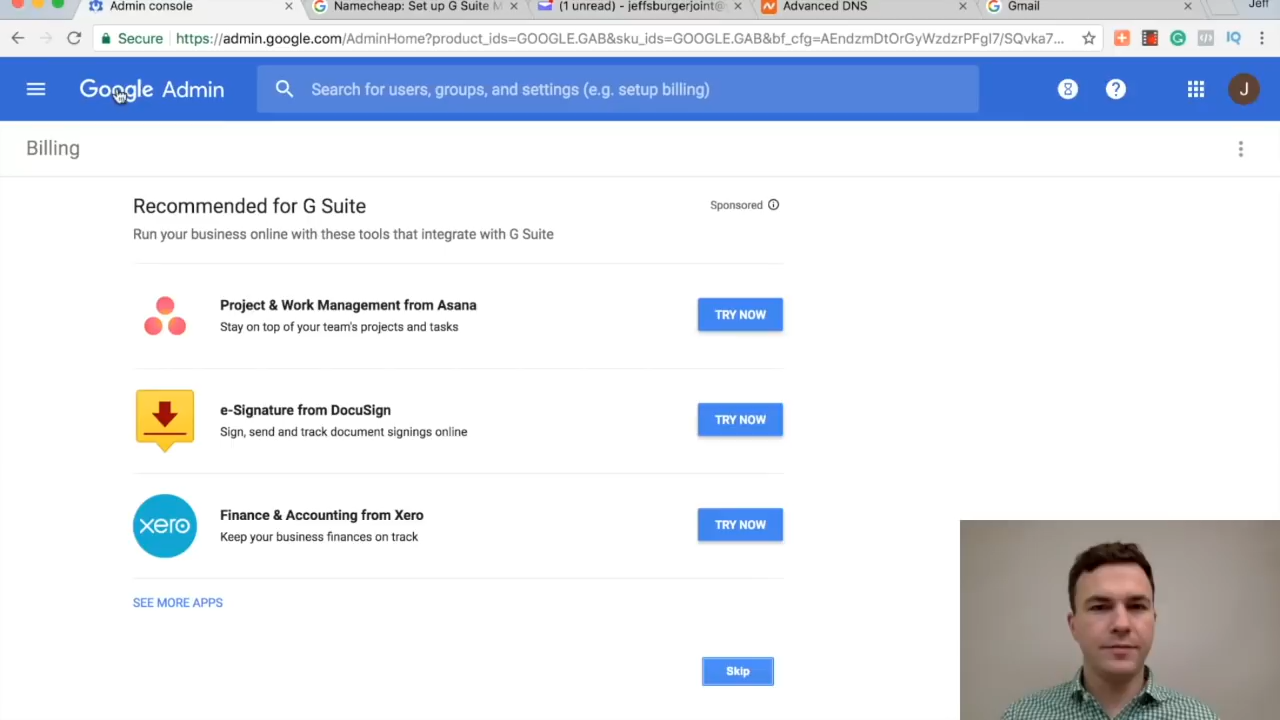 Admin console
Namecheap: Set up G Suite M
(1 unread) - jeffsburgerjoint@
Advanced DNS
Gmail
Jeff
Secure
https://admin.google.com/AdminHome?product_ids=GOOGLE.GAB&sku_ids=GOOGLE.GAB&bf_cfg=AEndzmDtOrGyWzdzrPFgI7/SQvka7...
IQ
Google Admin
Search for users, groups, and settings (e.g. setup billing)
J
Billing
Recommended for G Suite
Sponsored
Run your business online with these tools that integrate with G Suite
Project & Work Management from Asana
Stay on top of your team's projects and tasks
TRY NOW
e-Signature from DocuSign
Sign, send and track document signings online
TRY NOW
xero
Finance & Accounting from Xero
Keep your business finances on track
TRY NOW
SEE MORE APPS
Skip